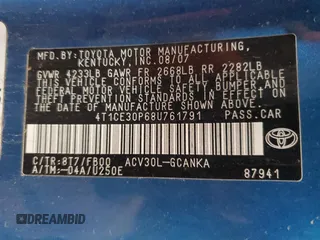 MFD. BY: TOYOTA MOTOR MANUFACTURING,
KENTUCKY, INC. 08/07
GVWR 4233LB GAWR FR 2668LB RR 2282LB
THIS VEHICLE CONFORMS TO ALL APPLICABLE
FEDERAL MOTOR VEHICLE SAFETY, BUMPER,
AND THEFT PREVENTION STANDARDS IN EFFECT ON
THE DATE OF MANUFACTURE SHOWN ABOVE.
4T1CE30P68U761791 PASS.CAR
C/TR:8T7/FB00 ACV30L-GCANKA
A/TM:-04A/U250E 87941
TOYOTA
DREAMBID